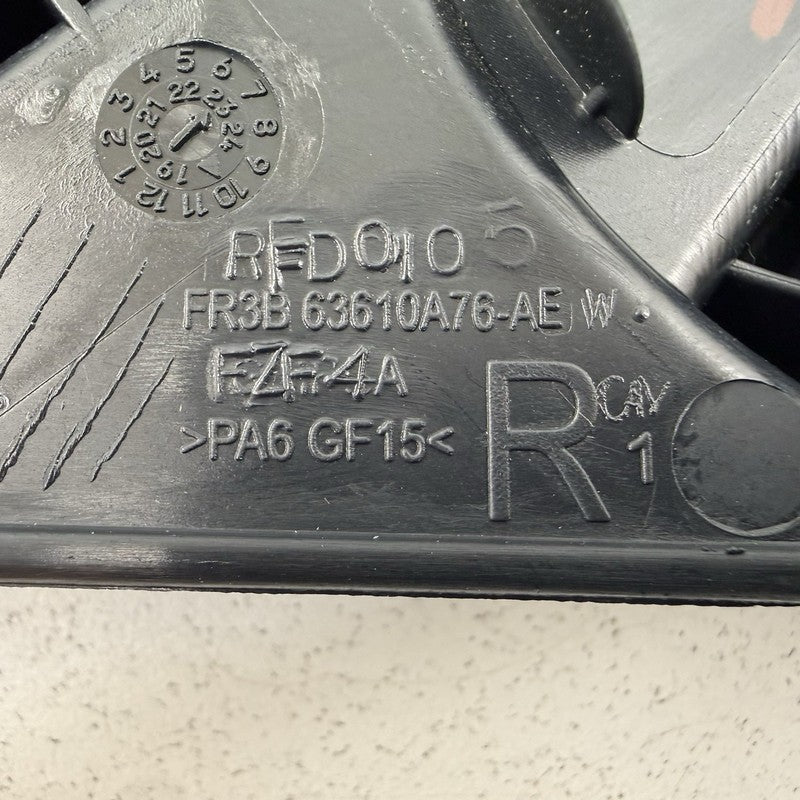 1 2 3 4 5 6 7 8 9 10 11 12
19 20 21 22 23 24
RFD0105
FR3B 63610A76-AE W
4A
>PA6 GF15<
R
CAV
1